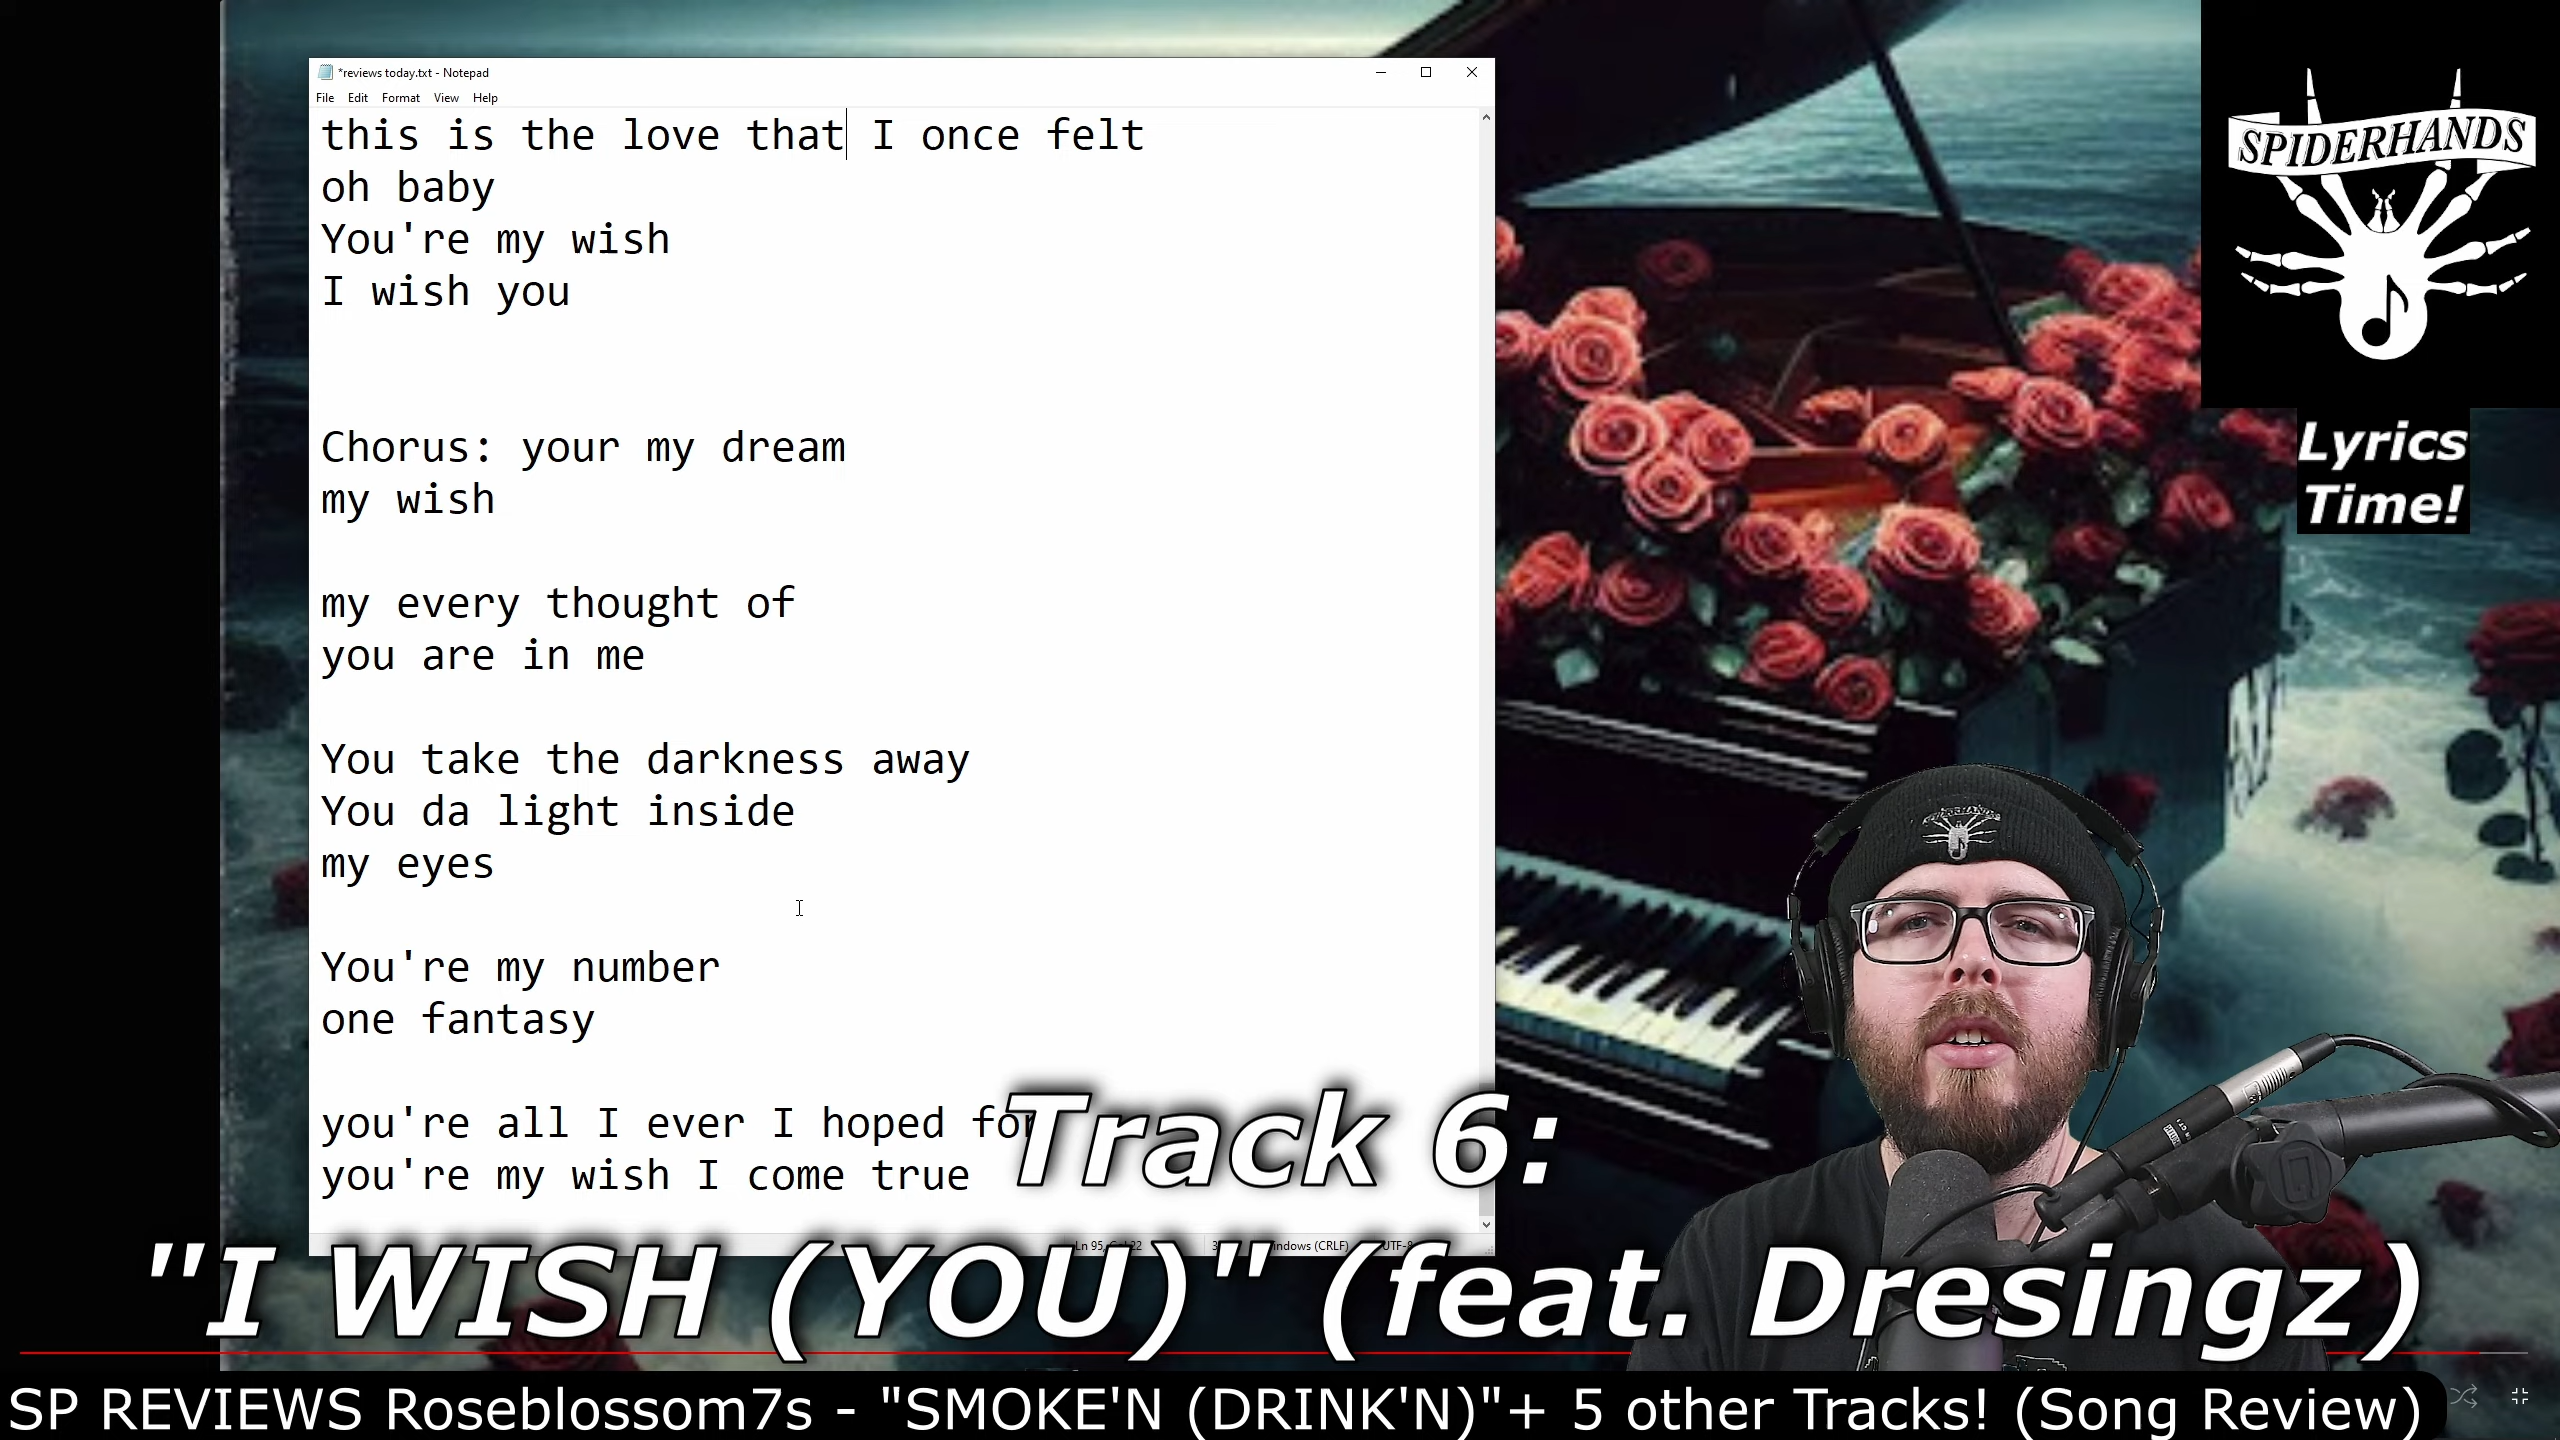 *reviews today.txt - Notepad
File Edit Format View Help
this is the love that I once felt
oh baby
You're my wish
I wish you
Chorus: your my dream
my wish
my every thought of
you are in me
You take the darkness away
You da light inside
my eyes
You're my number
one fantasy
you're all I ever I hoped for
you're my wish I come true
SPIDERHANDS
Lyrics
Time!
SPIDERHANDS
Track 6:
"I WISH (YOU)" (feat. Dresingz)
SP REVIEWS Roseblossom7s - "SMOKE'N (DRINK'N)"+ 5 other Tracks! (Song Review)